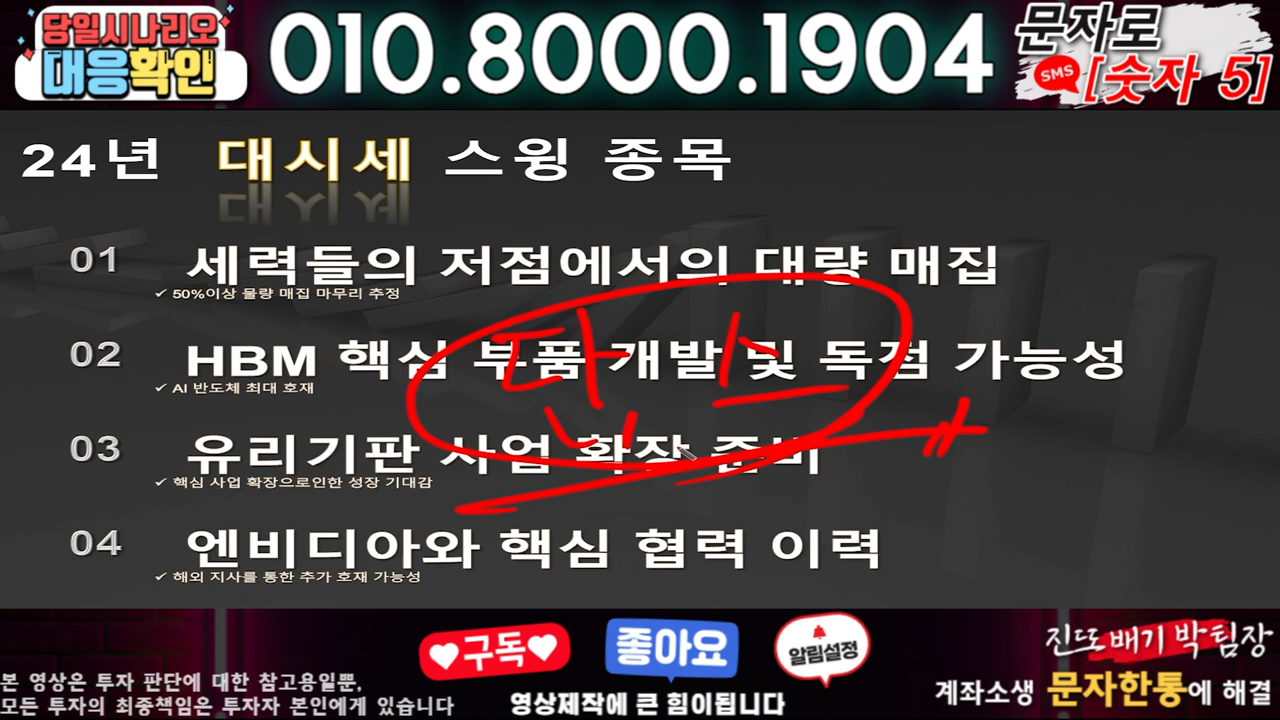 당일시나리오
대응확인
010.8000.1904
문자로
SMS [숫자 5]
24년 대시세 스윙 종목
01 세력들의 저점에서의 대량 매집
✓ 50%이상 물량 매집 마무리 추정
02 HBM 핵심 부품 개발 및 독점 가능성
✓ AI 반도체 최대 호재
단 스
03 유리기판 사업 확장 준비
✓ 핵심 사업 확장으로인한 성장 기대감
04 엔비디아와 핵심 협력 이력
✓ 해외 지사를 통한 추가 호재 가능성
본 영상은 투자 판단에 대한 참고용일뿐,
모든 투자의 최종책임은 투자자 본인에게 있습니다
구독
좋아요
알림설정
영상제작에 큰 힘이됩니다
진또배기 박팀장
계좌소생 문자한통에 해결